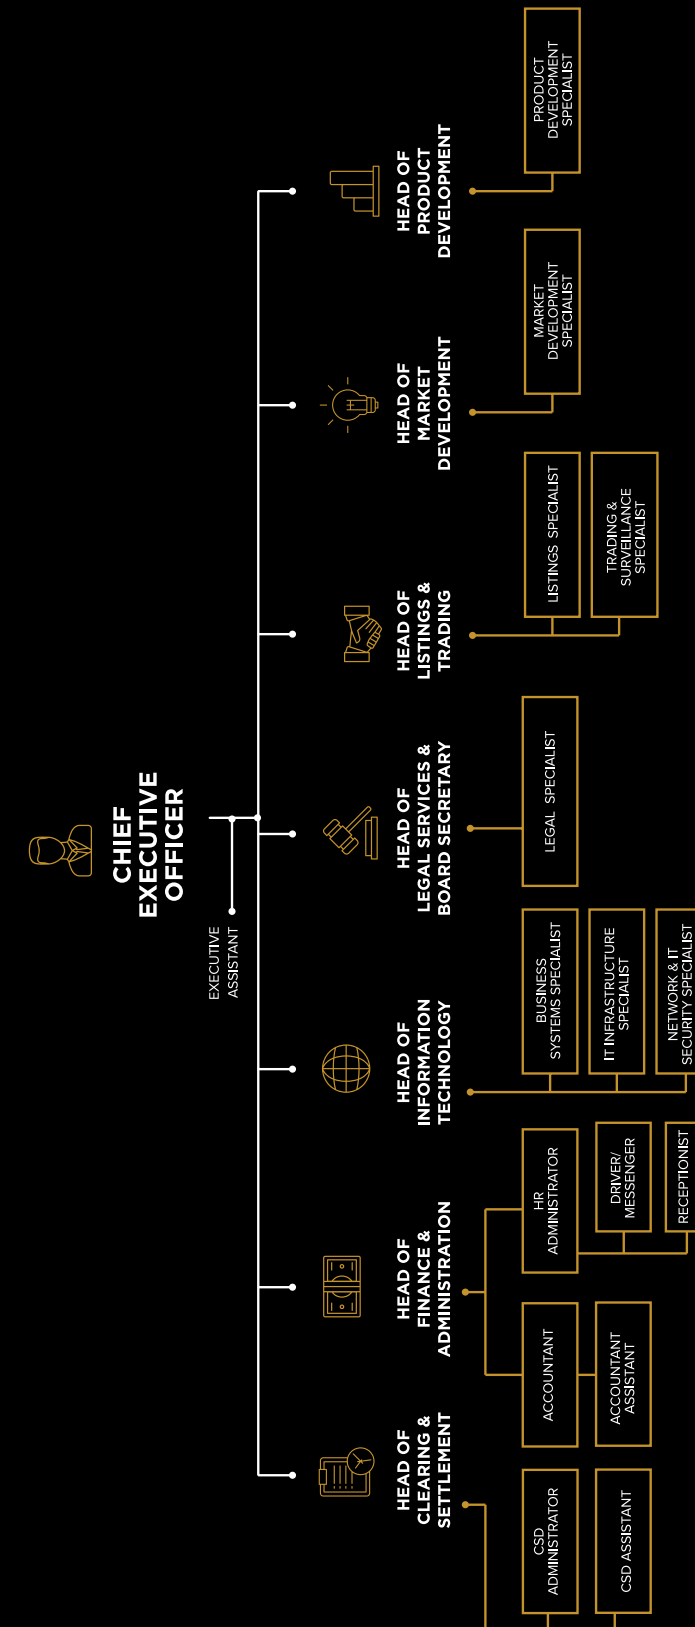 CHIEF
EXECUTIVE
OFFICER
EXECUTIVE
ASSISTANT
HEAD OF
CLEARING &
SETTLEMENT
HEAD OF
FINANCE &
ADMINISTRATION
HEAD OF
INFORMATION
TECHNOLOGY
HEAD OF
LEGAL SERVICES &
BOARD SECRETARY
HEAD OF
LISTINGS &
TRADING
HEAD OF
MARKET
DEVELOPMENT
HEAD OF
PRODUCT
DEVELOPMENT
CSD
ADMINISTRATOR
CSD ASSISTANT
ACCOUNTANT
ACCOUNTANT
ASSISTANT
HR
ADMINISTRATOR
DRIVER/
MESSENGER
RECEPTIONIST
BUSINESS
SYSTEMS SPECIALIST
IT INFRASTRUCTURE
SPECIALIST
NETWORK & IT
SECURITY SPECIALIST
LEGAL SPECIALIST
LISTINGS SPECIALIST
TRADING &
SURVEILLANCE
SPECIALIST
MARKET
DEVELOPMENT
SPECIALIST
PRODUCT
DEVELOPMENT
SPECIALIST